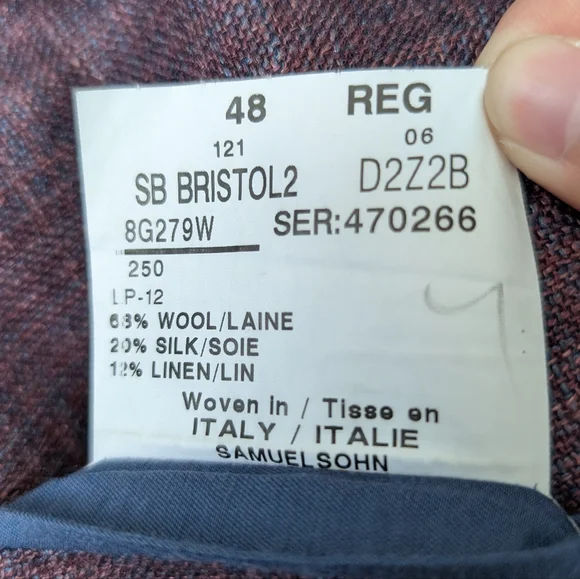 48 REG
121 06
SB BRISTOL2 D2Z2B
8G279W SER:470266
250
LP-12
68% WOOL/LAINE
20% SILK/SOIE
12% LINEN/LIN
Woven in / Tisse en
ITALY / ITALIE
SAMUELSOHN